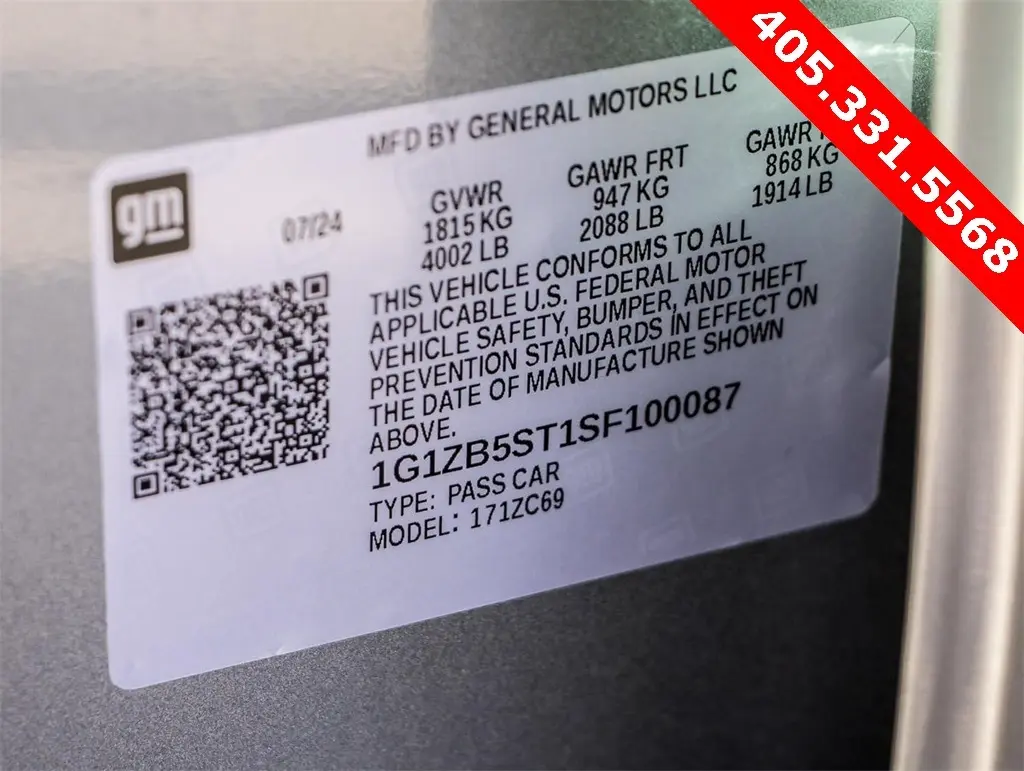 405.331.5568
MFD BY GENERAL MOTORS LLC
gm
07/24
GVWR
1815 KG
4002 LB
GAWR FRT
947 KG
2088 LB
GAWR
868 KG
1914 LB
THIS VEHICLE CONFORMS TO ALL
APPLICABLE U.S. FEDERAL MOTOR
VEHICLE SAFETY, BUMPER, AND THEFT
PREVENTION STANDARDS IN EFFECT ON
THE DATE OF MANUFACTURE SHOWN
ABOVE.
1G1ZB5ST1SF100087
TYPE: PASS CAR
MODEL: 171ZC69